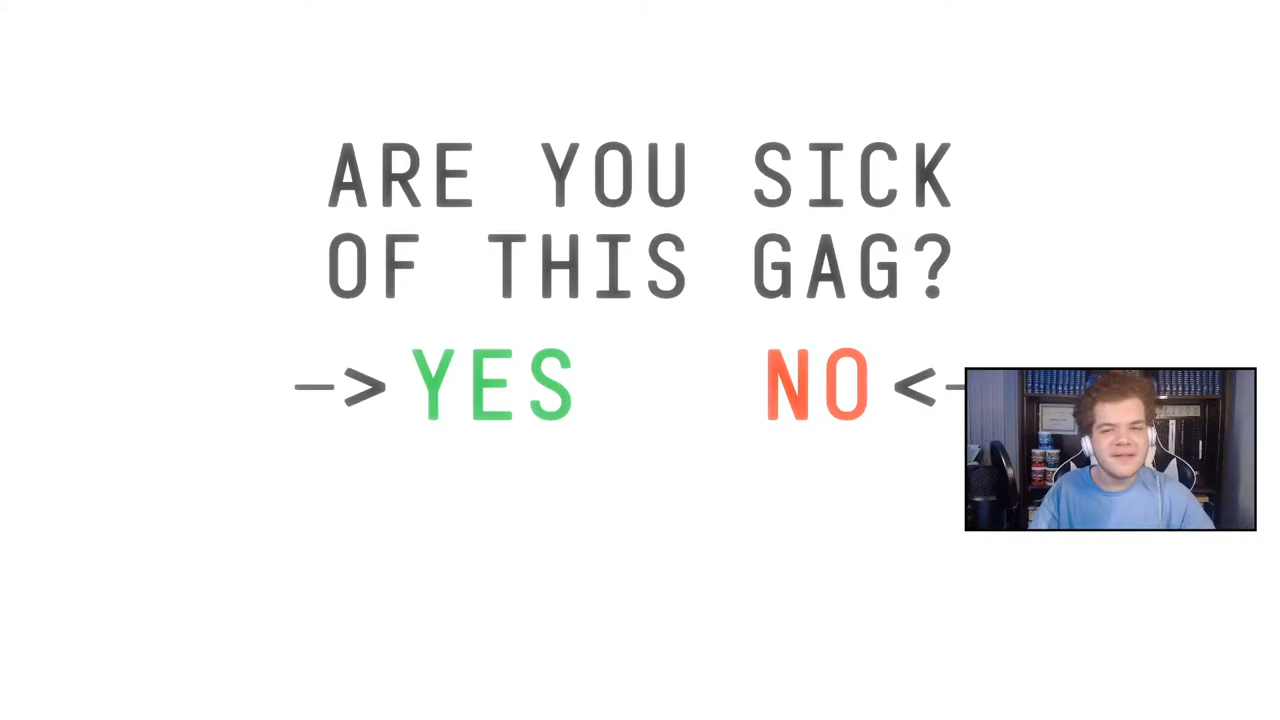 ARE YOU SICK
OF THIS GAG?
—> YES NO <-